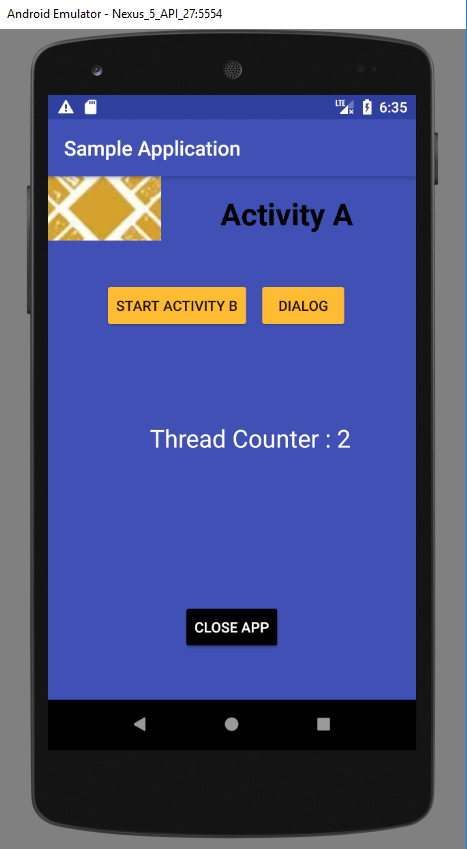 Android Emulator - Nexus_5_API_27:5554
LTE 6:35
Sample Application
Activity A
START ACTIVITY B DIALOG
Thread Counter : 2
CLOSE APP